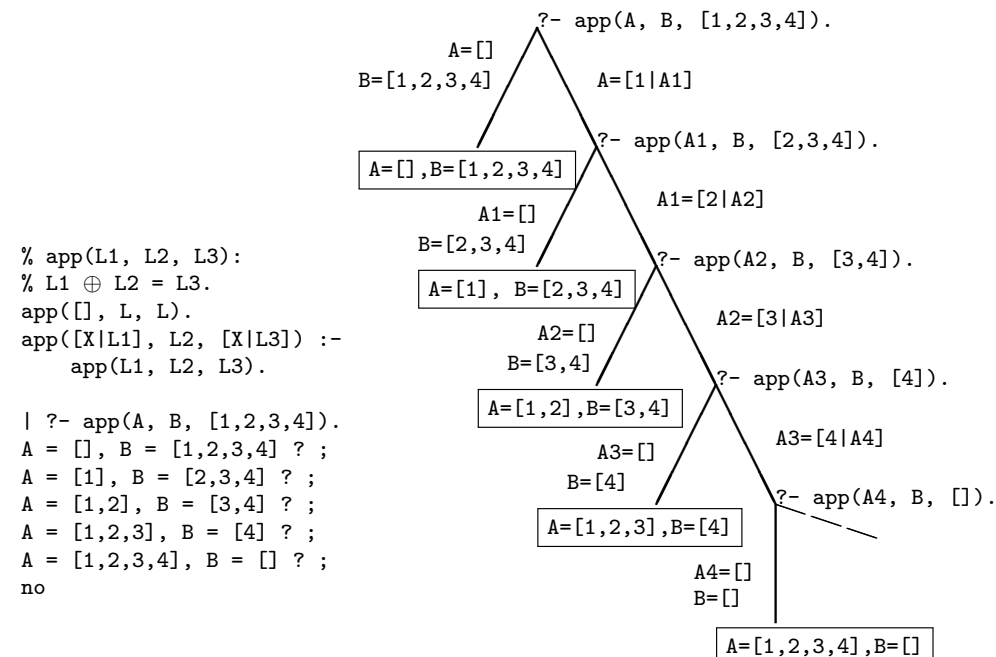 % app(L1, L2, L3):
% L1 ⊕ L2 = L3.
app([], L, L).
app([X|L1], L2, [X|L3]) :-
    app(L1, L2, L3).
| ?- app(A, B, [1,2,3,4]).
A = [], B = [1,2,3,4] ? ;
A = [1], B = [2,3,4] ? ;
A = [1,2], B = [3,4] ? ;
A = [1,2,3], B = [4] ? ;
A = [1,2,3,4], B = [] ? ;
no
?- app(A, B, [1,2,3,4]).
A=[]
B=[1,2,3,4]
A=[1|A1]
?- app(A1, B, [2,3,4]).
A=[],B=[1,2,3,4]
A1=[2|A2]
A1=[]
B=[2,3,4]
?- app(A2, B, [3,4]).
A=[1], B=[2,3,4]
A2=[3|A3]
A2=[]
B=[3,4]
?- app(A3, B, [4]).
A=[1,2],B=[3,4]
A3=[4|A4]
A3=[]
B=[4]
?- app(A4, B, []).
A=[1,2,3],B=[4]
A4=[]
B=[]
A=[1,2,3,4],B=[]